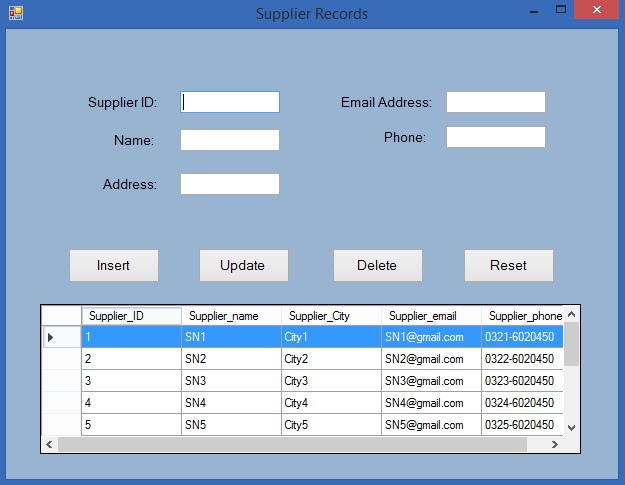 Supplier Records
Supplier ID:
Email Address:
Name:
Phone:
Address:
Insert Update Delete Reset
Supplier_ID Supplier_name Supplier_City Supplier_email Supplier_phone
1 SN1 City1 SN1@gmail.com 0321-6020450
2 SN2 City2 SN2@gmail.com 0322-6020450
3 SN3 City3 SN3@gmail.com 0323-6020450
4 SN4 City4 SN4@gmail.com 0324-6020450
5 SN5 City5 SN5@gmail.com 0325-6020450